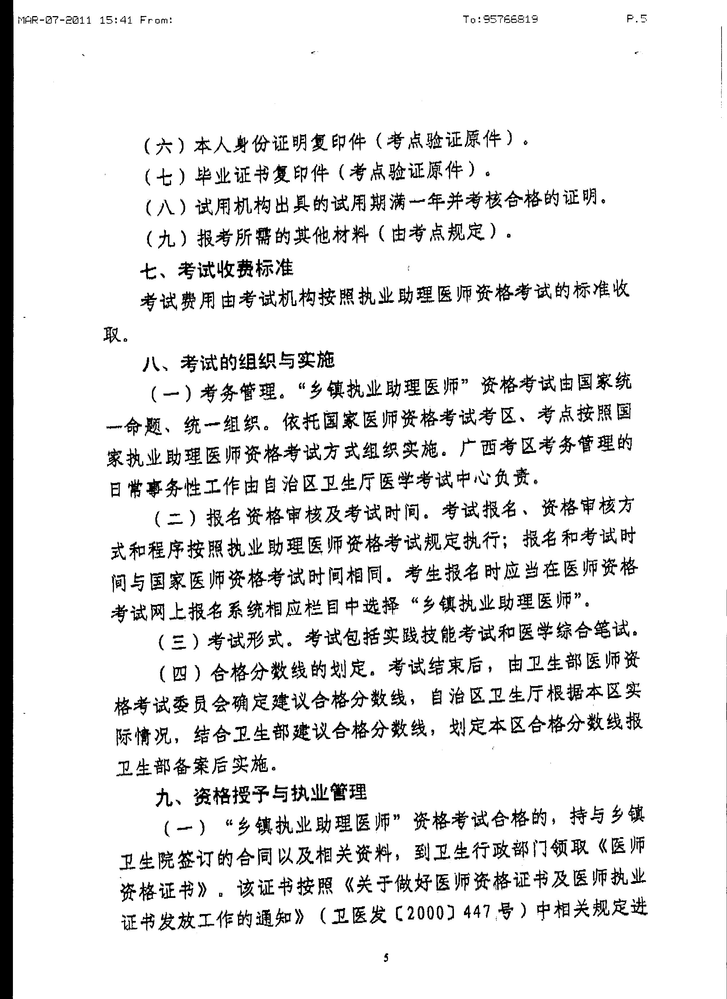 MAR-07-2011 15:41 From: To:95766819 P.5
（六）本人身份证明复印件（考点验证原件）。
（七）毕业证书复印件（考点验证原件）。
（八）试用机构出具的试用期满一年并考核合格的证明。
（九）报考所需的其他材料（由考点规定）。
七、考试收费标准
考试费用由考试机构按照执业助理医师资格考试的标准收
取。
八、考试的组织与实施
（一）考务管理。“乡镇执业助理医师”资格考试由国家统
一命题、统一组织。依托国家医师资格考试考区、考点按照国
家执业助理医师资格考试方式组织实施。广西考区考务管理的
日常事务性工作由自治区卫生厅医学考试中心负责。
（二）报名资格审核及考试时间。考试报名、资格审核方
式和程序按照执业助理医师资格考试规定执行；报名和考试时
间与国家医师资格考试时间相同。考生报名时应当在医师资格
考试网上报名系统相应栏目中选择“乡镇执业助理医师”。
（三）考试形式。考试包括实践技能考试和医学综合笔试。
（四）合格分数线的划定。考试结束后，由卫生部医师资
格考试委员会确定建议合格分数线，自治区卫生厅根据本区实
际情况，结合卫生部建议合格分数线，划定本区合格分数线报
卫生部备案后实施。
九、资格授予与执业管理
（一）“乡镇执业助理医师”资格考试合格的，持与乡镇
卫生院签订的合同以及相关资料，到卫生行政部门领取《医师
资格证书》。该证书按照《关于做好医师资格证书及医师执业
证书发放工作的通知》（卫医发〔2000〕447号）中相关规定进
5